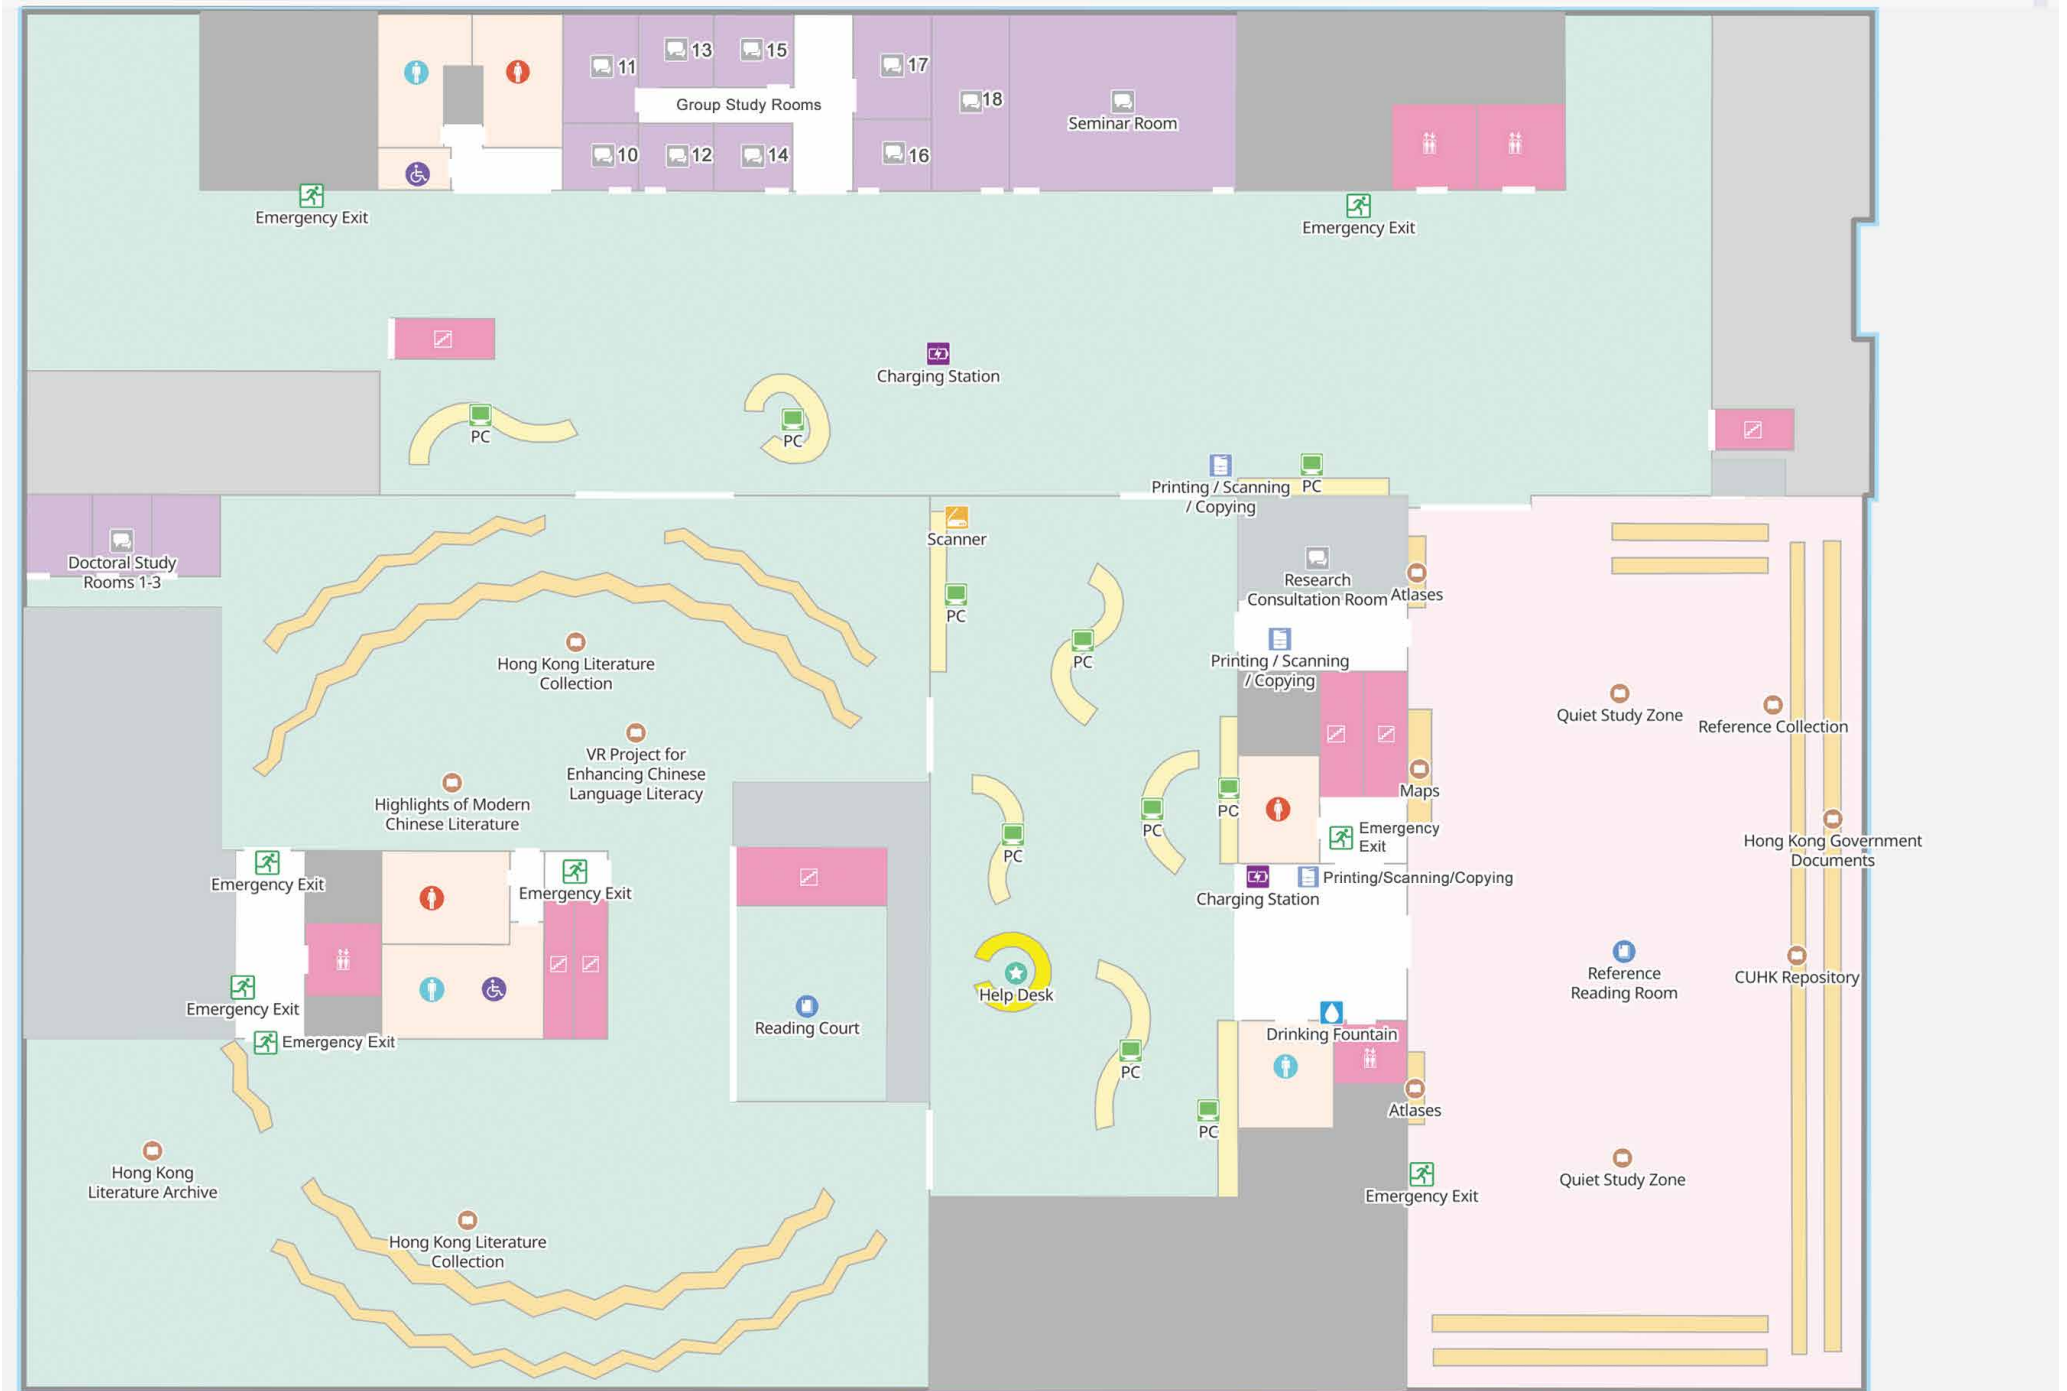 11
13
15
17
18
Group Study Rooms
Seminar Room
10
12
14
16
Emergency Exit
Emergency Exit
Charging Station
PC
PC
Printing / Scanning
/ Copying
PC
Scanner
Doctoral Study
Rooms 1-3
Research
Consultation Room
Atlases
PC
PC
Hong Kong Literature
Collection
Printing / Scanning
/ Copying
Quiet Study Zone
Reference Collection
VR Project for
Enhancing Chinese
Language Literacy
Highlights of Modern
Chinese Literature
Maps
PC
PC
PC
Emergency
Exit
Hong Kong Government
Documents
Emergency Exit
Emergency Exit
Charging Station
Printing/Scanning/Copying
Help Desk
Reference
Reading Room
CUHK Repository
Emergency Exit
Reading Court
Drinking Fountain
Emergency Exit
PC
PC
Atlases
Hong Kong
Literature Archive
Quiet Study Zone
Emergency Exit
Hong Kong Literature
Collection